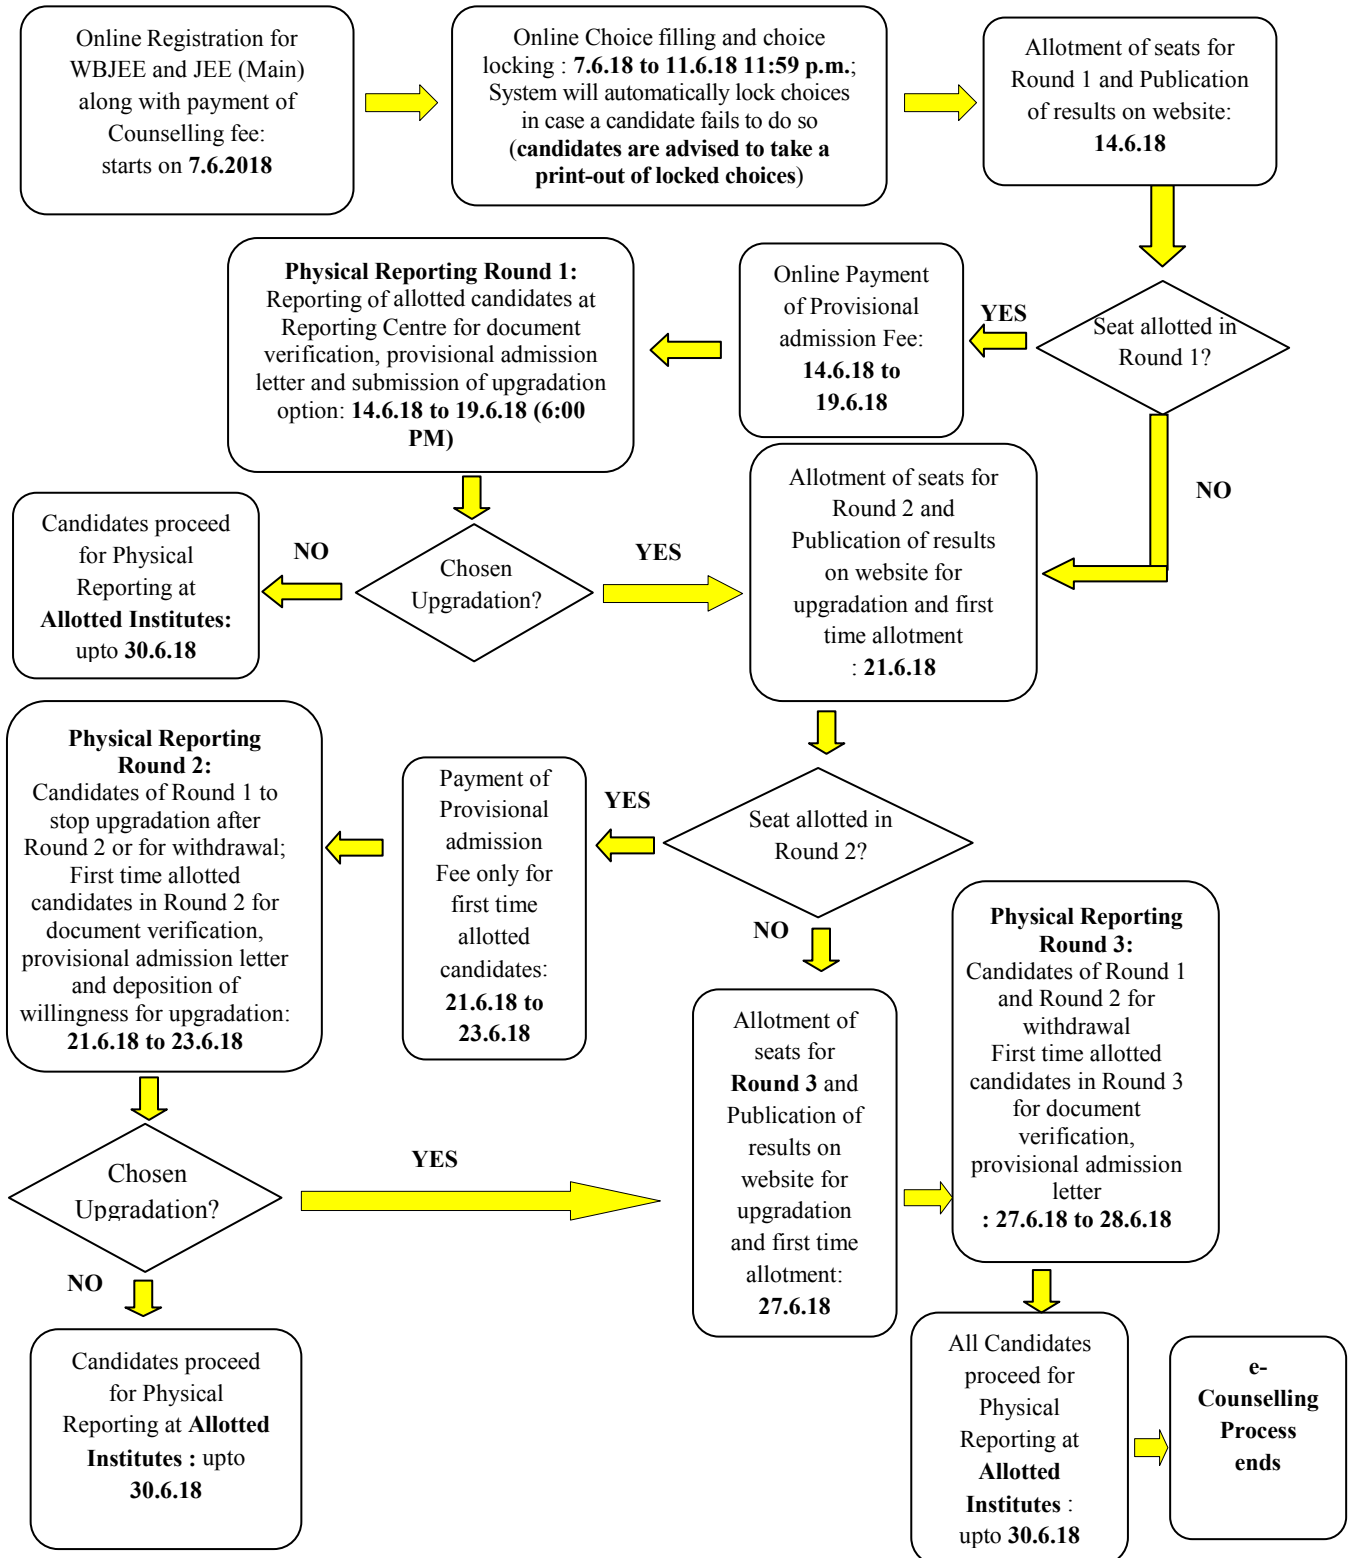 Online Registration for
WBJEE and JEE (Main)
along with payment of
Counselling fee:
starts on 7.6.2018
Online Choice filling and choice
locking : 7.6.18 to 11.6.18 11:59 p.m.;
System will automatically lock choices
in case a candidate fails to do so
(candidates are advised to take a
print-out of locked choices)
Allotment of seats for
Round 1 and Publication
of results on website:
14.6.18
Seat allotted in
Round 1?
YES
NO
Online Payment
of Provisional
admission Fee:
14.6.18 to
19.6.18
Physical Reporting Round 1:
Reporting of allotted candidates at
Reporting Centre for document
verification, provisional admission
letter and submission of upgradation
option: 14.6.18 to 19.6.18 (6:00
PM)
Chosen
Upgradation?
NO
YES
Candidates proceed
for Physical
Reporting at
Allotted Institutes:
upto 30.6.18
Allotment of seats for
Round 2 and
Publication of results
on website for
upgradation and first
time allotment
: 21.6.18
Seat allotted in
Round 2?
YES
NO
Payment of
Provisional
admission
Fee only for
first time
allotted
candidates:
21.6.18 to
23.6.18
Physical Reporting
Round 2:
Candidates of Round 1 to
stop upgradation after
Round 2 or for withdrawal;
First time allotted
candidates in Round 2 for
document verification,
provisional admission letter
and deposition of
willingness for upgradation:
21.6.18 to 23.6.18
Chosen
Upgradation?
YES
NO
Candidates proceed
for Physical
Reporting at Allotted
Institutes : upto
30.6.18
Allotment of
seats for
Round 3 and
Publication of
results on
website for
upgradation
and first time
allotment:
27.6.18
Physical Reporting
Round 3:
Candidates of Round 1
and Round 2 for
withdrawal
First time allotted
candidates in Round 3
for document
verification,
provisional admission
letter
: 27.6.18 to 28.6.18
All Candidates
proceed for
Physical
Reporting at
Allotted
Institutes :
upto 30.6.18
e-
Counselling
Process
ends